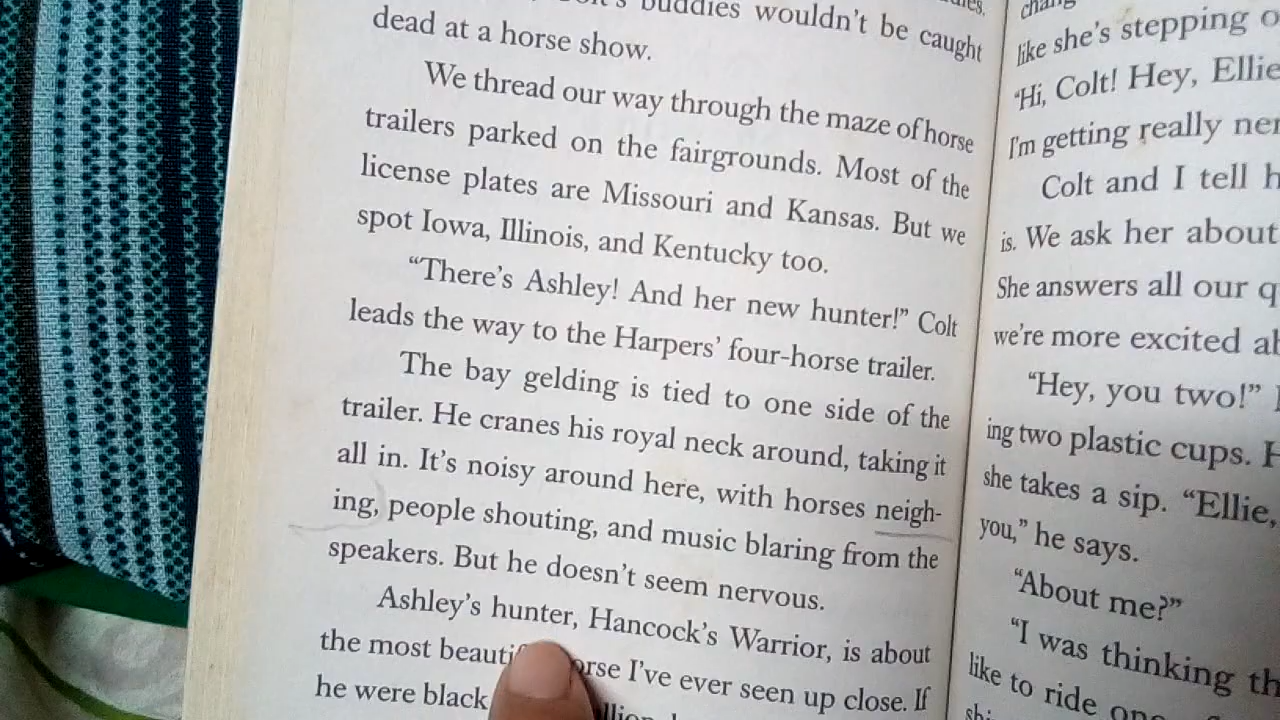 buddies wouldn't be caught
dead at a horse show.
We thread our way through the maze of horse
trailers parked on the fairgrounds. Most of the
license plates are Missouri and Kansas. But we
spot Iowa, Illinois, and Kentucky too.
“There's Ashley! And her new hunter!” Colt
leads the way to the Harpers' four-horse trailer.
The bay gelding is tied to one side of the
trailer. He cranes his royal neck around, taking it
all in. It's noisy around here, with horses neigh-
ing, people shouting, and music blaring from the
speakers. But he doesn't seem nervous.
Ashley's hunter, Hancock's Warrior, is about
the most I've ever seen up close. If
he were black
like she's stepping
“Hi, Colt! Hey, Ellie
I'm getting really
Colt and I tell
is. We ask her about
She answers all our
we're more excited
“Hey, you two!”
ing two plastic cups.
she takes a sip. “Ellie,
you,” he says.
“About me?”
“I was thinking
like to ride